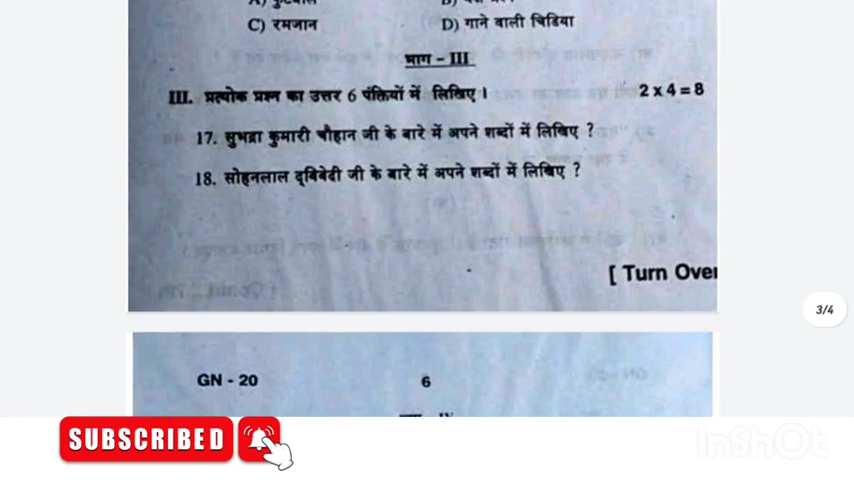 C) रमजान
D) गाने वाली चिडिया
भाग – III
III. प्रत्येक प्रश्न का उत्तर 6 पंक्तियों में लिखिए । 2 x 4 = 8
17. सुभद्रा कुमारी चौहान जी के बारे में अपने शब्दों में लिखिए ?
18. सोहनलाल द्विवेदी जी के बारे में अपने शब्दों में लिखिए ?
[ Turn Over
3/4
GN - 20
6
SUBSCRIBED
InShOt